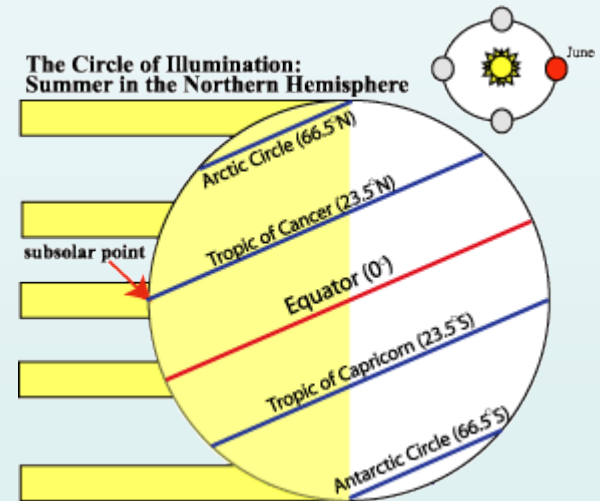 June
The Circle of Illumination:
Summer in the Northern Hemisphere
Arctic Circle (66.5°N)
Tropic of Cancer (23.5°N)
subsolar point
Equator (0°)
Tropic of Capricorn (23.5°S)
Antarctic Circle (66.5°S)